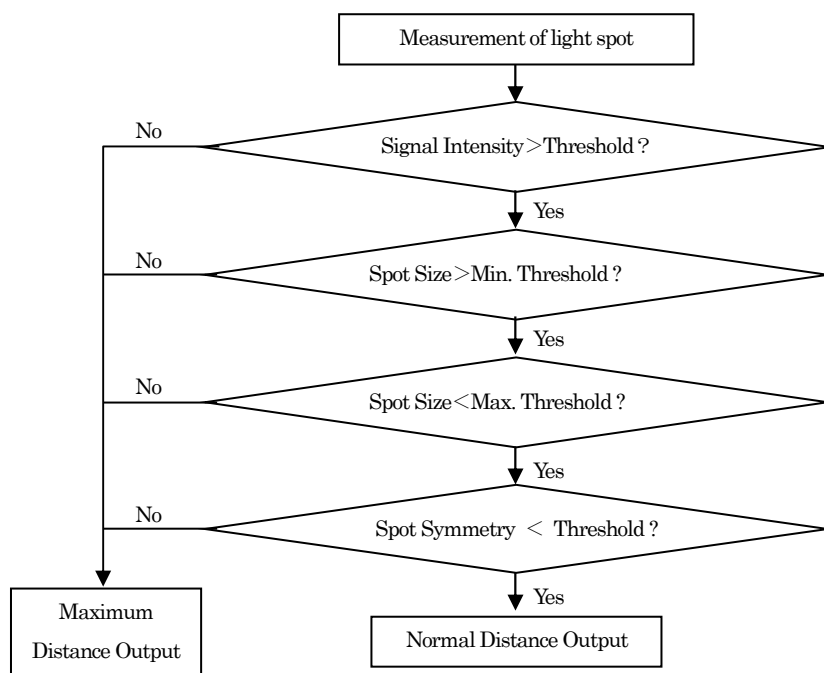 Measurement of light spot
No
Signal Intensity＞Threshold ?
Yes
No
Spot Size＞Min. Threshold ?
Yes
No
Spot Size＜Max. Threshold ?
Yes
No
Spot Symmetry ＜ Threshold ?
Yes
Maximum
Distance Output
Normal Distance Output